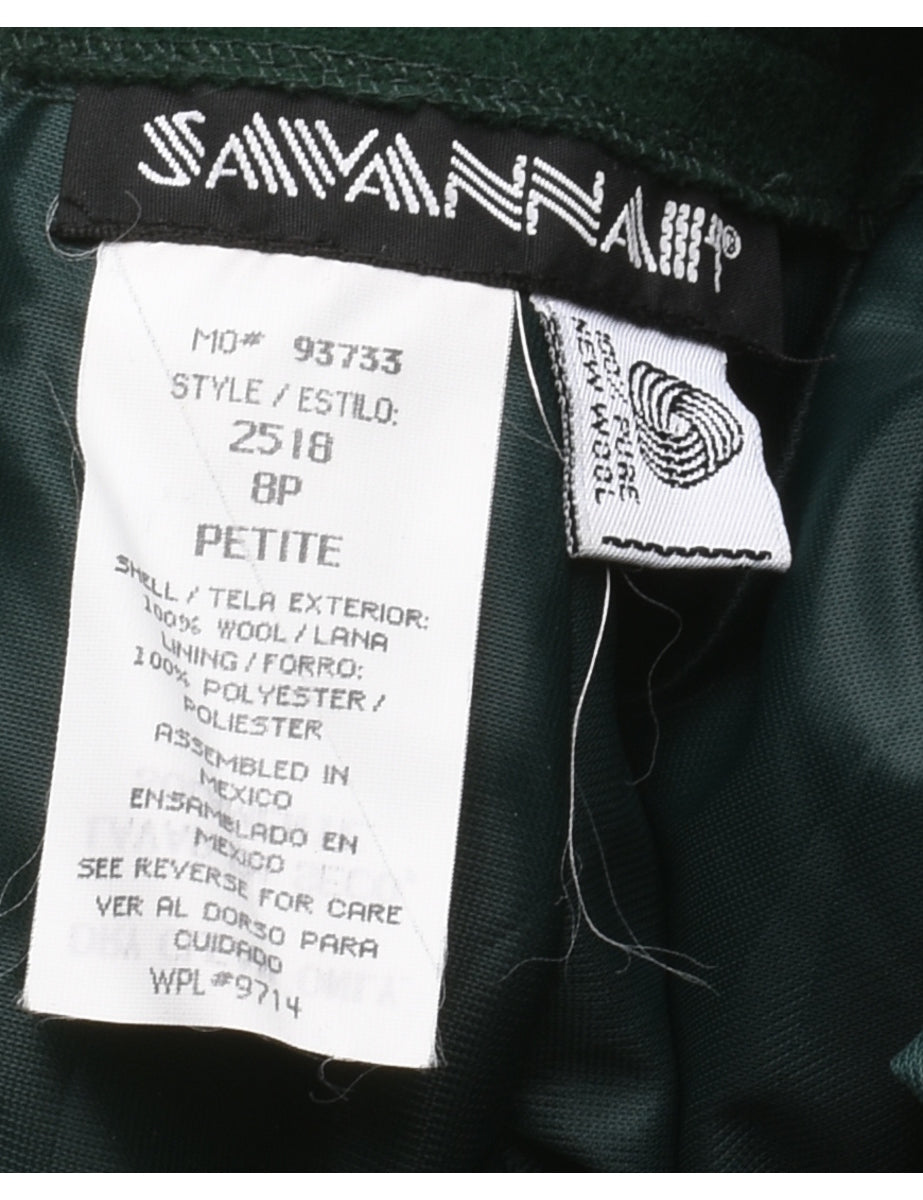 SAVANNAH®
MO# 93733
STYLE / ESTILO:
2518
8P
PETITE
SHELL / TELA EXTERIOR:
100% WOOL / LANA
LINING / FORRO:
100% POLYESTER /
POLIESTER
ASSEMBLED IN
MEXICO
ENSAMBLADO EN
MEXICO
SEE REVERSE FOR CARE
VER AL DORSO PARA
CUIDADO
WPL #9714
PURE
NEW WOOL